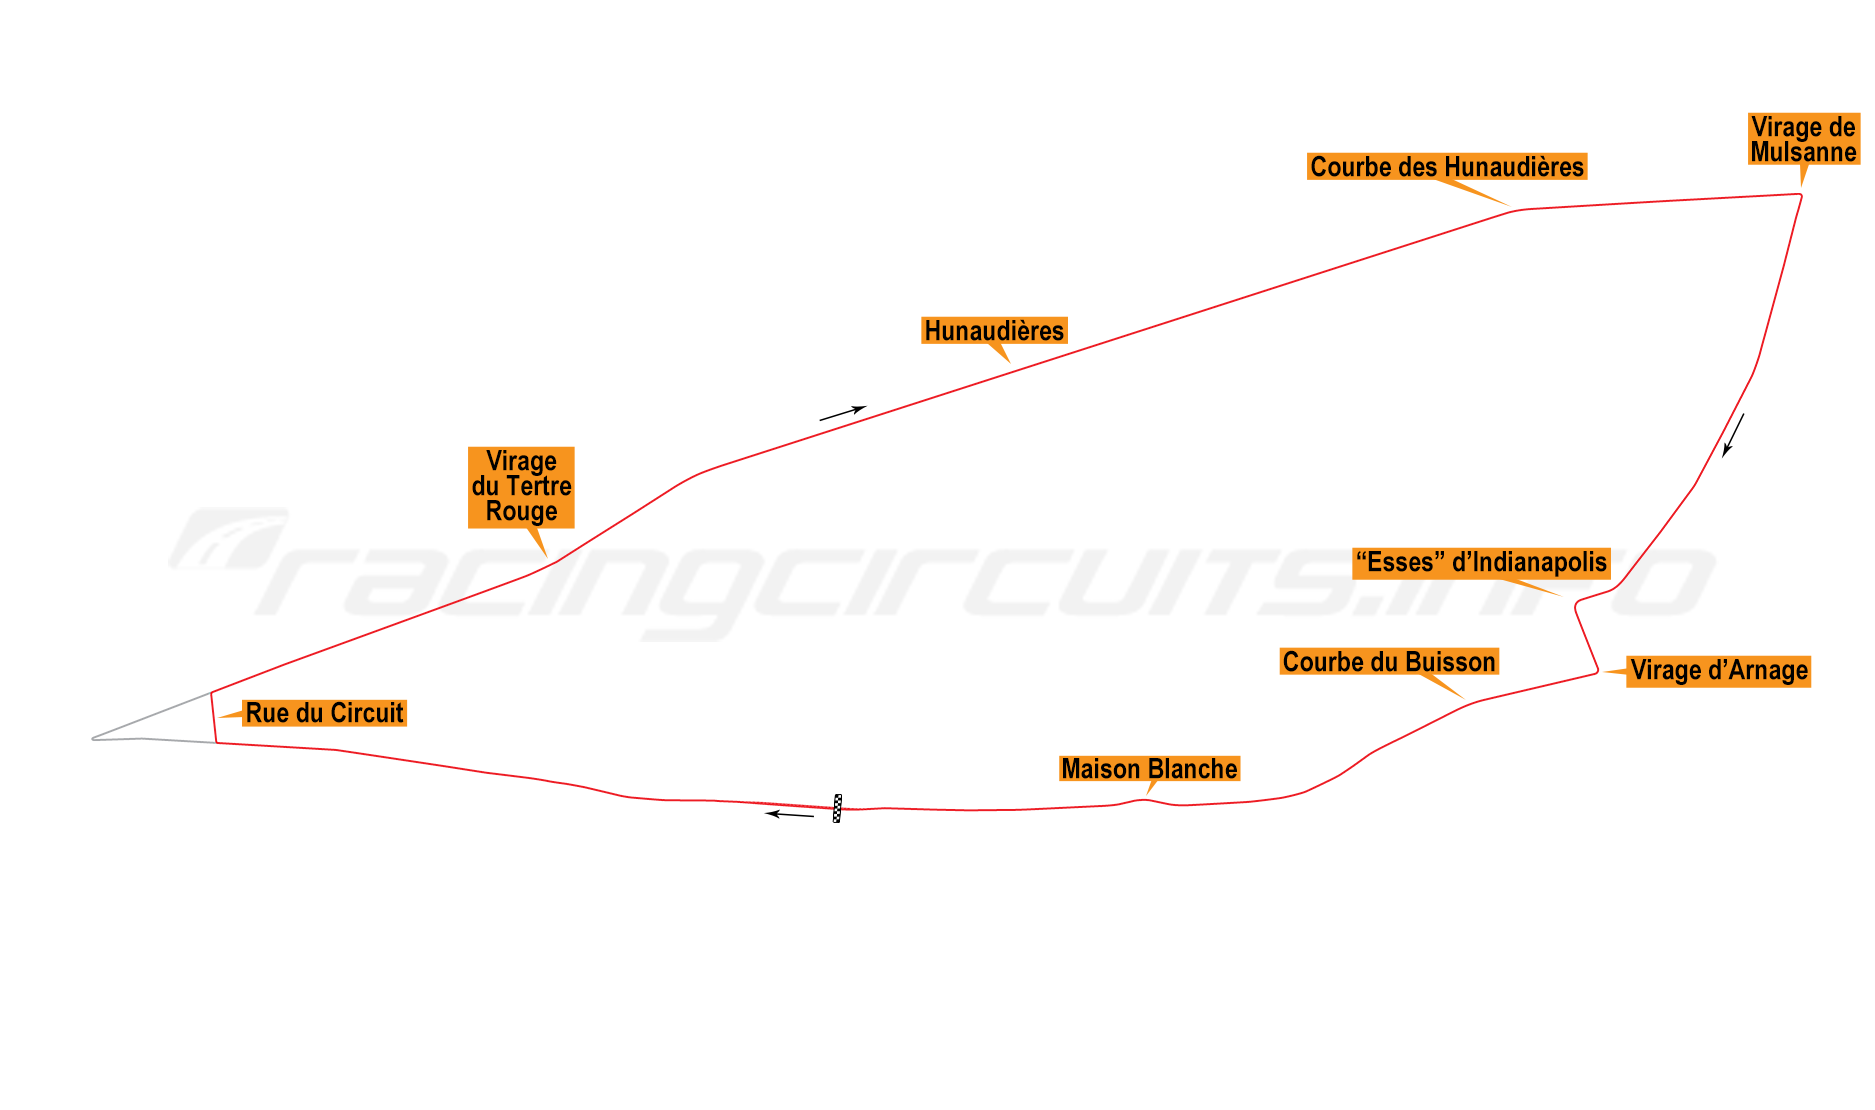 Virage de
Mulsanne
Courbe des Hunaudières
Hunaudières
Virage
du Tertre
Rouge
racingcircuits.info
“Esses” d’Indianapolis
Courbe du Buisson
Virage d’Arnage
Rue du Circuit
Maison Blanche